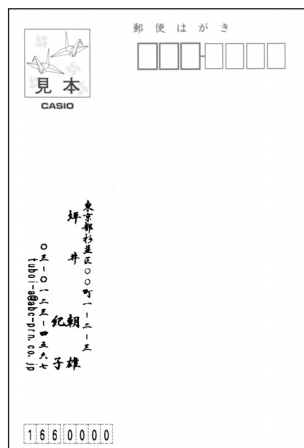 郵便はがき
見本
CASIO
東京都杉並区〇〇町一-二-三
坪井 朝雄
紀子
〇三-〇一二三-四五六七
tuboi-a@abc-prn.co.jp
1660000